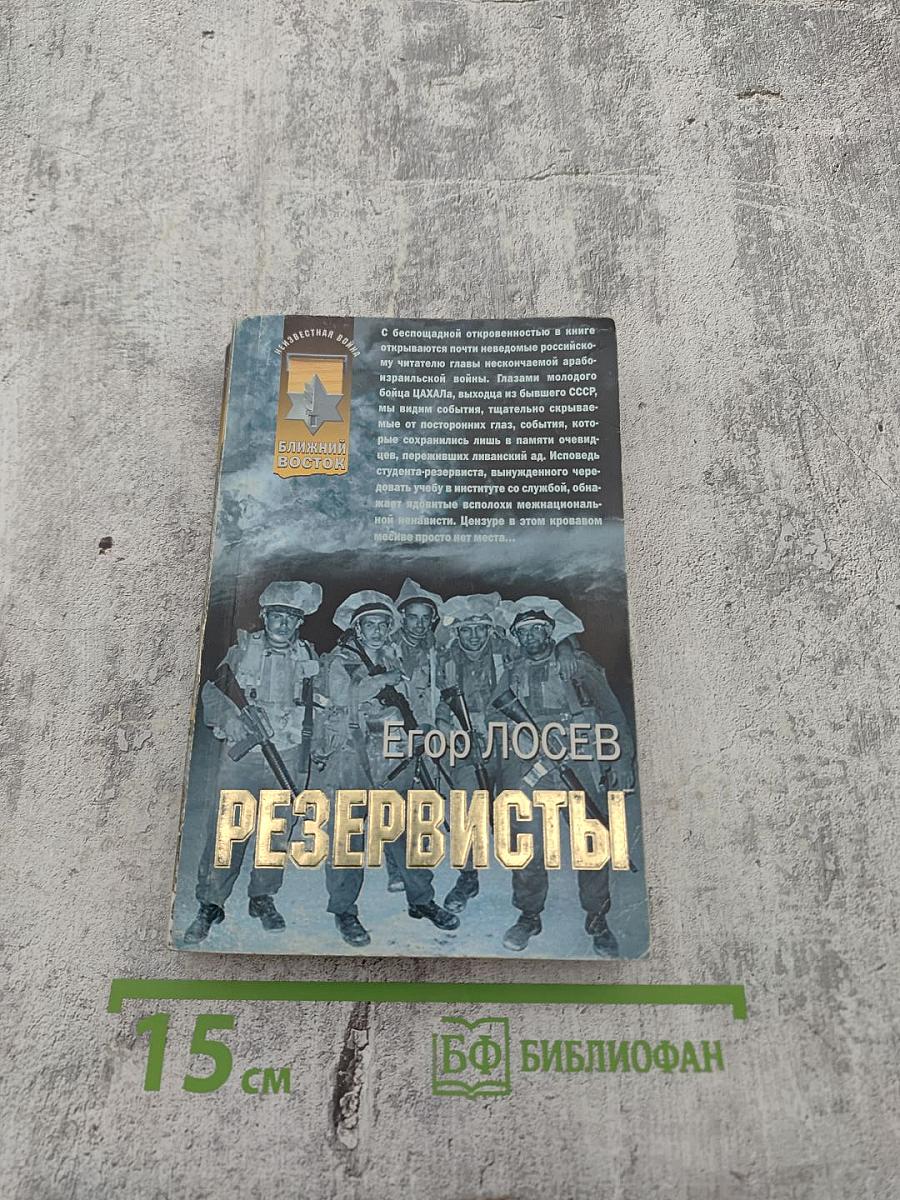 НЕИЗВЕСТНАЯ ВОЙНА
БЛИЖНИЙ
ВОСТОК
С беспощадной откровенностью в книге
открываются почти неведомые российско-
му читателю главы нескончаемой арабо-
израильской войны. Глазами молодого
бойца ЦАХАЛа, выходца из бывшего СССР,
мы видим события, тщательно скрывае-
мые от посторонних глаз, события, кото-
рые сохранились лишь в памяти очевид-
цев, переживших ливанский ад. Исповедь
студента-резервиста, вынужденного чере-
довать учебу в институте со службой, обна-
жает ядовитые всполохи межнациональ-
ной ненависти. Цензуре в этом кровавом
месиве просто нет места...
Егор ЛОСЕВ
РЕЗЕРВИСТЫ
15 см
БФ БИБЛИОФАН